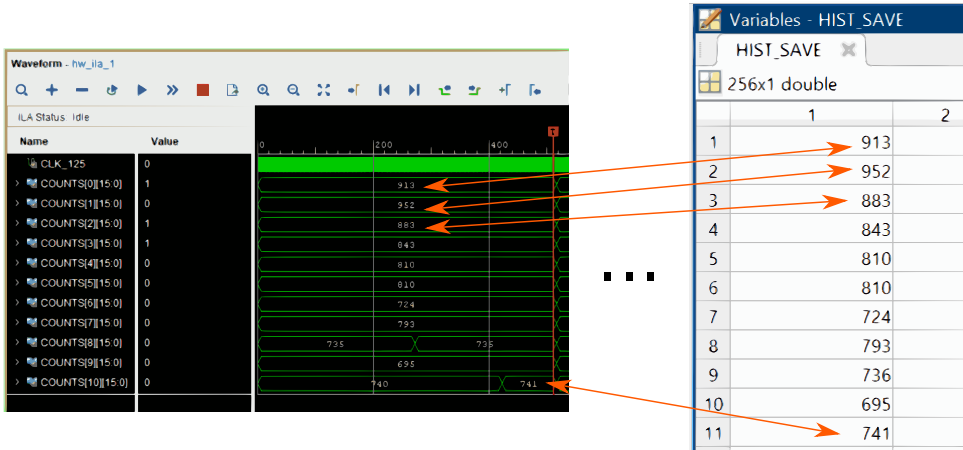 Waveform - hw_ila_1
ILA Status Idle
Name Value
0 200 400
T
CLK_125 0
COUNTS[0][15:0] 1 913
COUNTS[1][15:0] 0 952
COUNTS[2][15:0] 1 883
COUNTS[3][15:0] 1 843
COUNTS[4][15:0] 0 810
COUNTS[5][15:0] 0 810
COUNTS[6][15:0] 0 724
COUNTS[7][15:0] 0 793
COUNTS[8][15:0] 0 735
COUNTS[9][15:0] 0 695
COUNTS[10][15:0] 0 740 741
...
Variables - HIST_SAVE
HIST_SAVE
256x1 double
1 2
1 913
2 952
3 883
4 843
5 810
6 810
7 724
8 793
9 736
10 695
11 741